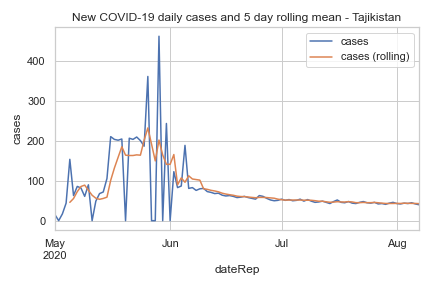 New COVID-19 daily cases and 5 day rolling mean - Tajikistan
cases
cases (rolling)
cases
400
300
200
100
0
May Jun Jul Aug
2020
dateRep